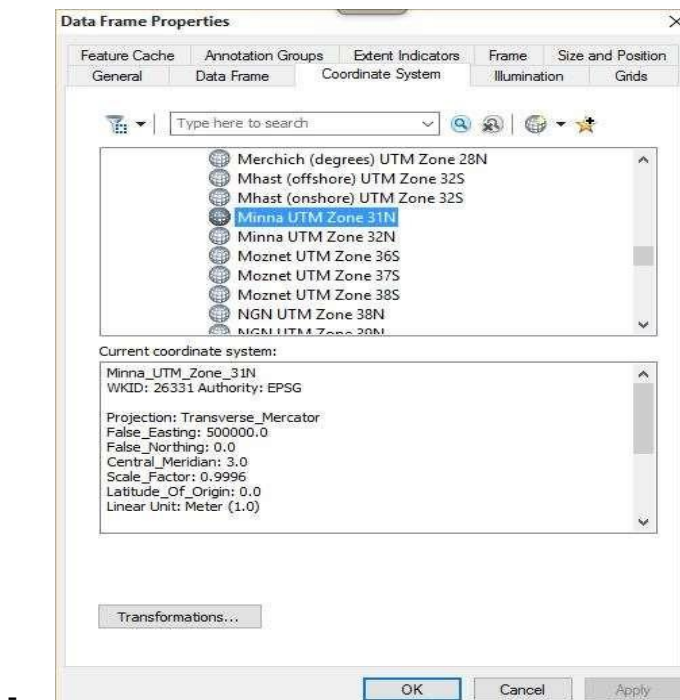 Data Frame Properties
Feature Cache Annotation Groups Extent Indicators Frame Size and Position
General Data Frame Coordinate System Illumination Grids
Type here to search
Merchich (degrees) UTM Zone 28N
Mhast (offshore) UTM Zone 32S
Mhast (onshore) UTM Zone 32S
Minna UTM Zone 31N
Minna UTM Zone 32N
Moznet UTM Zone 36S
Moznet UTM Zone 37S
Moznet UTM Zone 38S
NGN UTM Zone 38N
NGN UTM Zone 39N
Current coordinate system:
Minna_UTM_Zone_31N
WKID: 26331 Authority: EPSG
Projection: Transverse_Mercator
False_Easting: 500000.0
False_Northing: 0.0
Central_Meridian: 3.0
Scale_Factor: 0.9996
Latitude_Of_Origin: 0.0
Linear Unit: Meter (1.0)
Transformations...
OK Cancel Apply